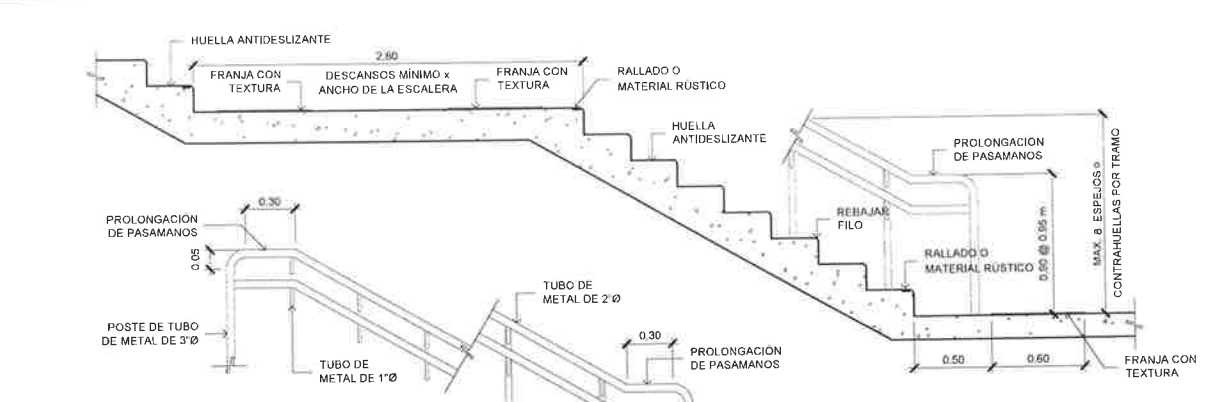 HUELLA ANTIDESLIZANTE
2.80
FRANJA CON
TEXTURA
DESCANSOS MÍNIMO x
ANCHO DE LA ESCALERA
FRANJA CON
TEXTURA
RALLADO O
MATERIAL RÚSTICO
HUELLA
ANTIDESLIZANTE
PROLONGACION
DE PASAMANOS
MAX. 8 ESPEJOS o
CONTRAHUELLAS POR TRAMO
0.90 @ 0.95 m
REBAJAR
FILO
RALLADO O
MATERIAL RÚSTICO
0.30
PROLONGACIÓN
DE PASAMANOS
0.05
TUBO DE
METAL DE 2"Ø
POSTE DE TUBO
DE METAL DE 3"Ø
TUBO DE
METAL DE 1"Ø
0.30
PROLONGACIÓN
DE PASAMANOS
0.50
0.60
FRANJA CON
TEXTURA